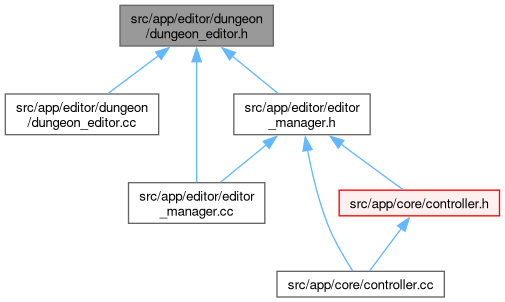 src/app/editor/dungeon
/dungeon_editor.h
src/app/editor/dungeon
/dungeon_editor.cc
src/app/editor/editor
_manager.h
src/app/editor/editor
_manager.cc
src/app/core/controller.h
src/app/core/controller.cc